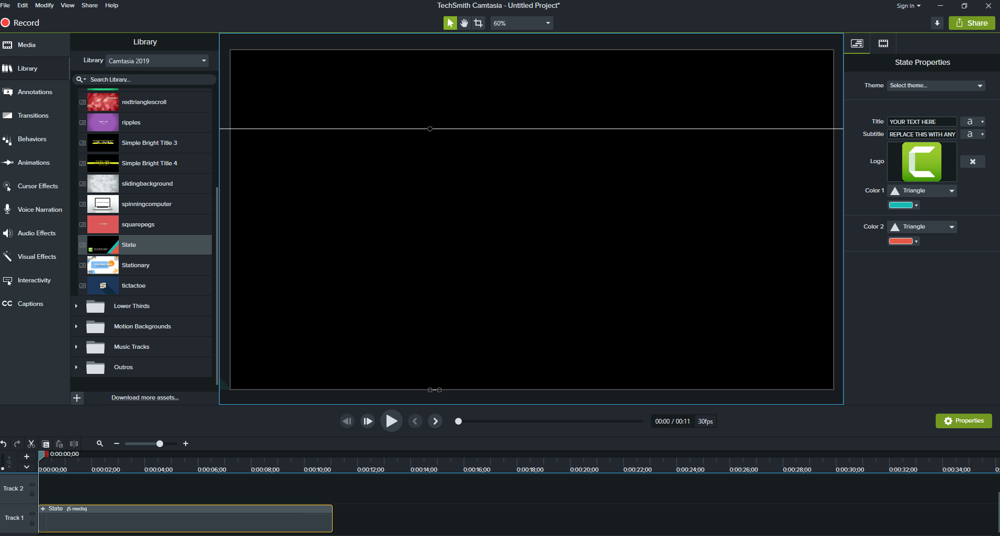 File Edit Modify View Share Help
TechSmith Camtasia - Untitled Project*
Sign In
Record
60%
Share
Media
Library
Annotations
Transitions
Behaviors
Animations
Cursor Effects
Voice Narration
Audio Effects
Visual Effects
Interactivity
CC Captions
Library
Library Camtasia 2019
Search Library...
redtrianglescroll
ripples
Simple Bright Title 3
Simple Bright Title 4
slidingbackground
spinningcomputer
squarepegs
State
Stationary
tictactoe
Lower Thirds
Motion Backgrounds
Music Tracks
Outros
Download more assets...
State Properties
Theme Select theme...
Title YOUR TEXT HERE a
Subtitle REPLACE THIS WITH ANY a
Logo
Color 1 Triangle
Color 2 Triangle
00:00 / 00:11 30fps
Properties
0:00:00;00
0:00:00;00 0:00:02;00 0:00:04;00 0:00:06;00 0:00:08;00 0:00:10;00 0:00:12;00 0:00:14;00 0:00:16;00 0:00:18;00 0:00:20;00 0:00:22;00 0:00:24;00 0:00:26;00 0:00:28;00 0:00:30;00 0:00:32;00 0:00:34;00
Track 2
State (5 media)
Track 1